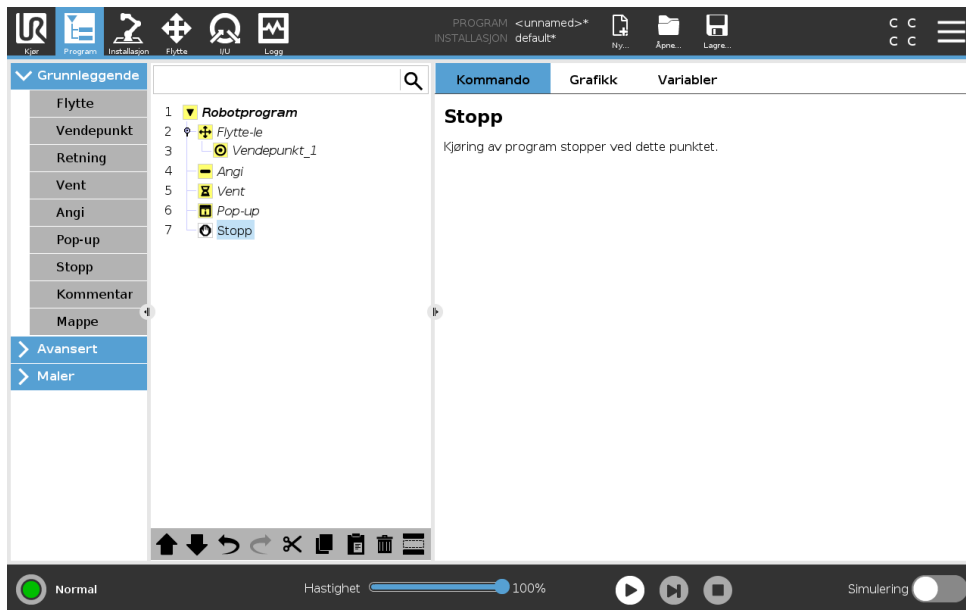 UR
Kjør
Program
Installasjon
Flytte
I/U
Logg
PROGRAM <unnamed>*
INSTALLASJON default*
Ny...
Åpne...
Lagre...
C C
C C
Grunnleggende
Flytte
Vendepunkt
Retning
Vent
Angi
Pop-up
Stopp
Kommentar
Mappe
Avansert
Maler
1 Robotprogram
2 Flytte-le
3 Vendepunkt_1
4 Angi
5 Vent
6 Pop-up
7 Stopp
Kommando Grafikk Variabler
Stopp
Kjøring av program stopper ved dette punktet.
Normal
Hastighet 100%
Simulering